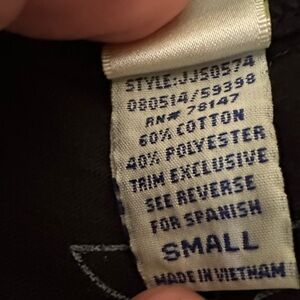 STYLE:JJS0574
080514/59398
RN# 78147
60% COTTON
40% POLYESTER
TRIM EXCLUSIVE
SEE REVERSE
FOR SPANISH
SMALL
MADE IN VIETNAM